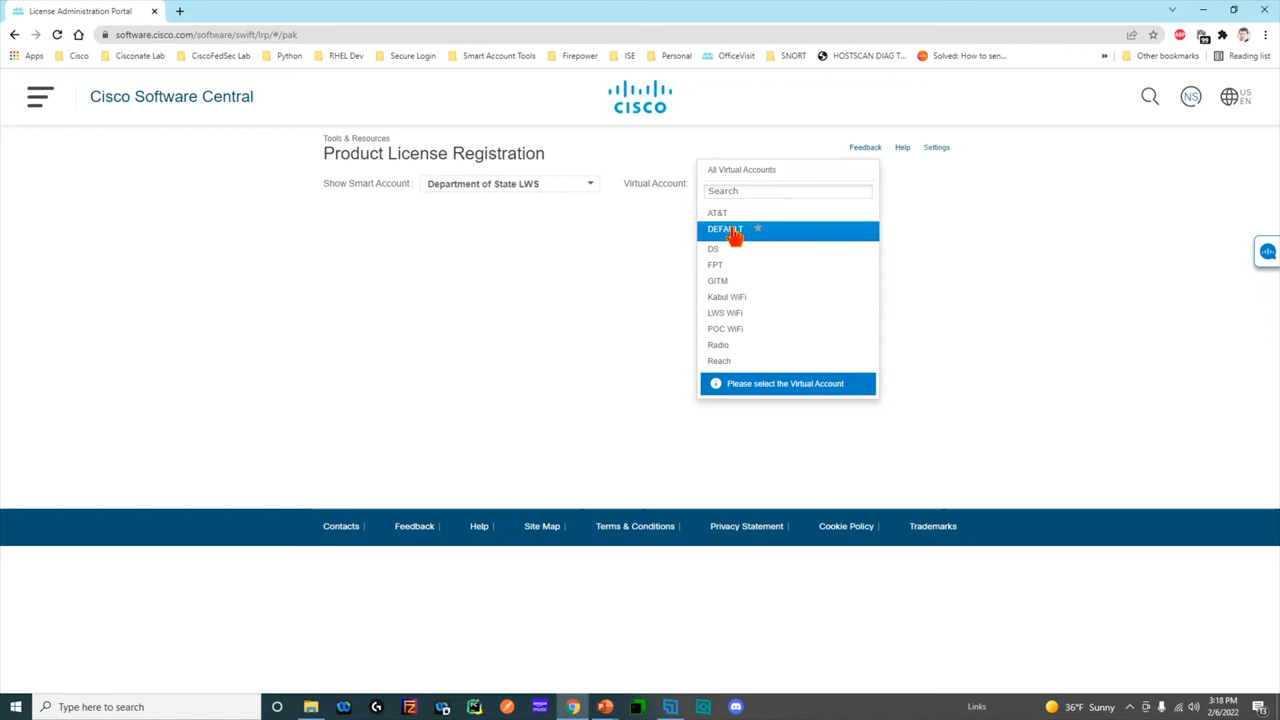 License Administration Portal
software.cisco.com/software/swift/lrp/#/pak
Apps Cisco Cisconate Lab CiscoFedSec Lab Python RHEL Dev Secure Login Smart Account Tools Firepower ISE Personal OfficeVisit SNORT HOSTSCAN DIAG T... Solved: How to sen... » Other bookmarks Reading list
Cisco Software Central
CISCO
NS
US
EN
Tools & Resources
Product License Registration
Feedback Help Settings
Show Smart Account : Department of State LWS Virtual Account:
All Virtual Accounts
Search
AT&T
DEFAULT
DS
FPT
GITM
Kabul WiFi
LWS WiFi
POC WiFi
Radio
Reach
Please select the Virtual Account
Contacts | Feedback | Help | Site Map | Terms & Conditions | Privacy Statement | Cookie Policy | Trademarks
Type here to search
Links
36°F Sunny
3:18 PM
2/6/2022